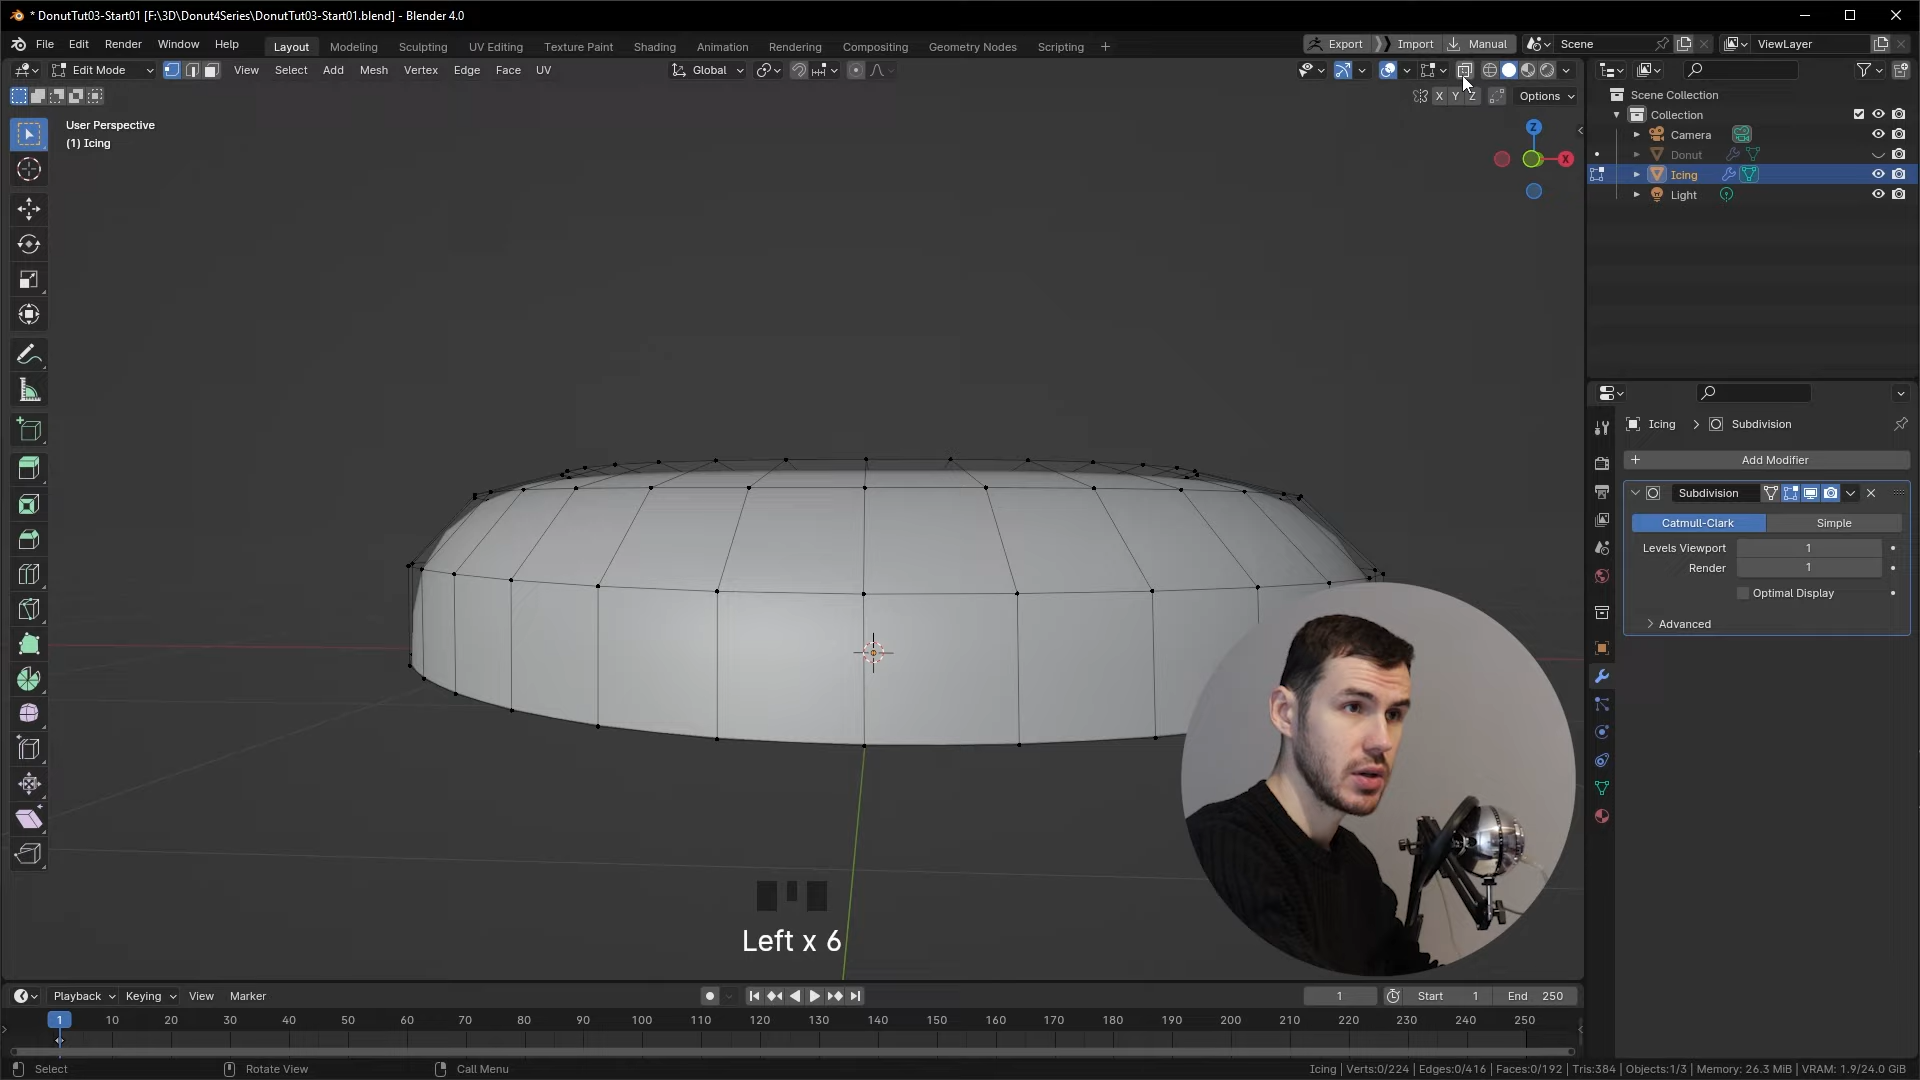 * DonutTut03-Start01 [F:\3D\Donut4Series\DonutTut03-Start01.blend] - Blender 4.0
File Edit Render Window Help Layout Modeling Sculpting UV Editing Texture Paint Shading Animation Rendering Compositing Geometry Nodes Scripting + Export Import Manual Scene ViewLayer
Edit Mode View Select Add Mesh Vertex Edge Face UV Global
X Y Z Options
User Perspective
(1) Icing
Z
X
Scene Collection
Collection
Camera
Donut
Icing
Light
Icing > Subdivision
+ Add Modifier
Subdivision
Catmull-Clark Simple
Levels Viewport 1
Render 1
Optimal Display
Advanced
Left x 6
Playback Keying View Marker 1 Start 1 End 250
1 10 20 30 40 50 60 70 80 90 100 110 120 130 140 150 160 170 180 190 200 210 220 230 240 250
Select Rotate View Call Menu Icing | Verts:0/224 | Edges:0/416 | Faces:0/192 | Tris:384 | Objects:1/3 | Memory: 26.3 MiB | VRAM: 1.9/24.0 GiB